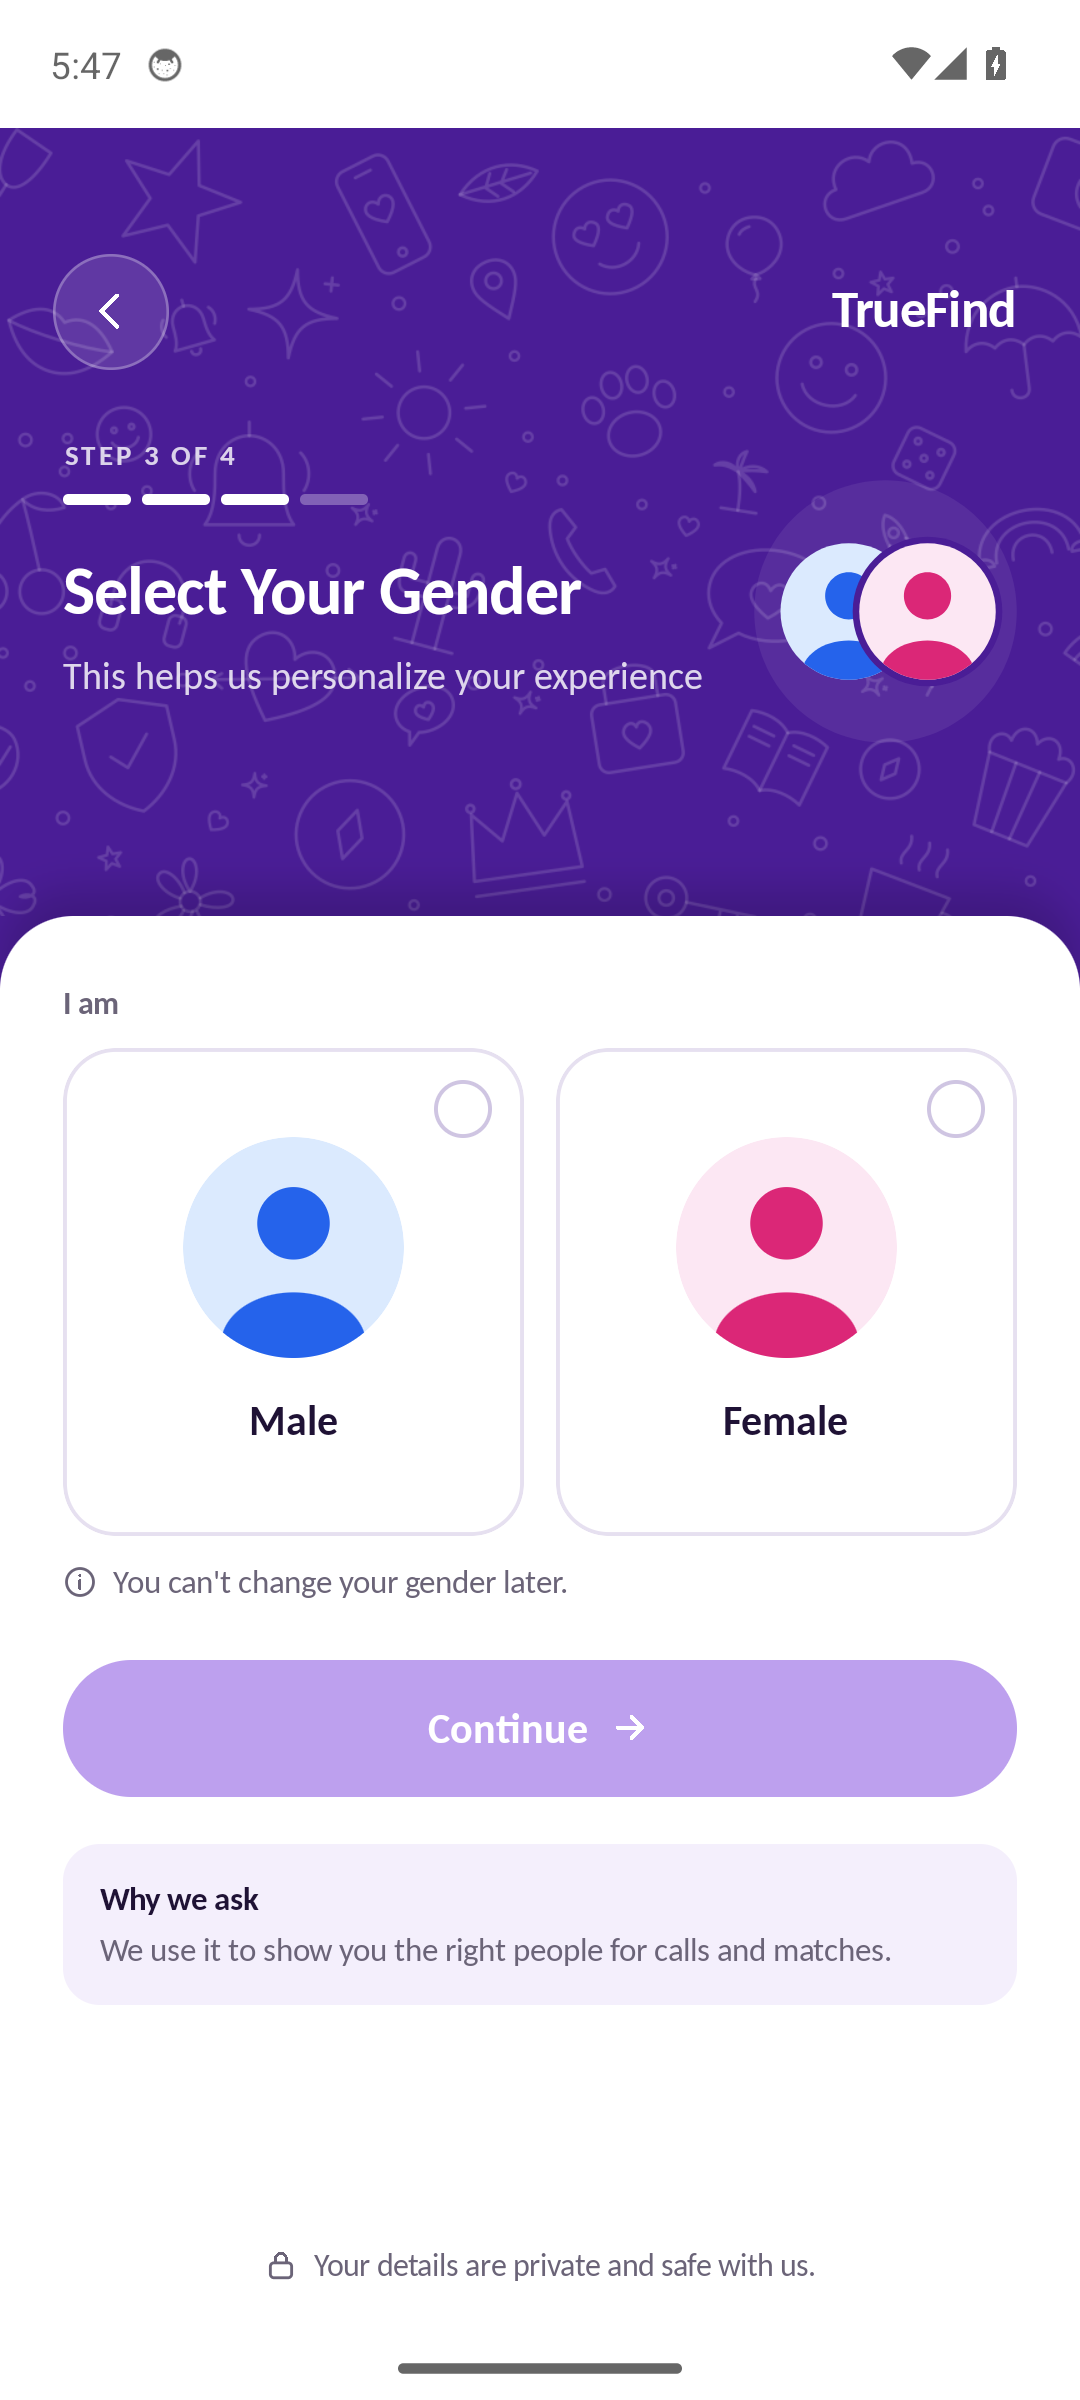 5:47
TrueFind
STEP 3 OF 4
Select Your Gender
This helps us personalize your experience
I am
Male
Female
You can't change your gender later.
Continue
Why we ask
We use it to show you the right people for calls and matches.
Your details are private and safe with us.